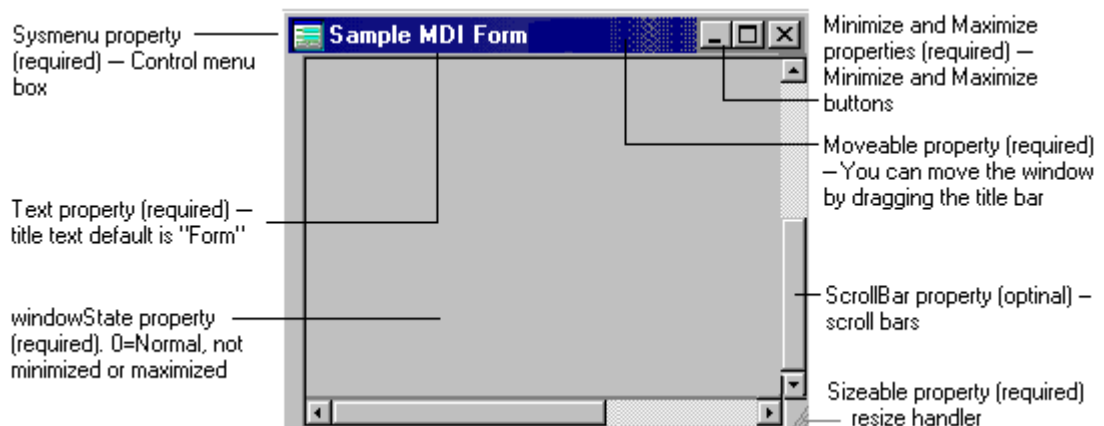 Sysmenu property
(required) – Control menu
box
Text property (required) –
title text default is "Form"
windowState property
(required). 0=Normal, not
minimized or maximized
Sample MDI Form
Minimize and Maximize
properties (required) –
Minimize and Maximize
buttons
Moveable property (required)
– You can move the window
by dragging the title bar
ScrollBar property (optinal) –
scroll bars
Sizeable property (required)
resize handler